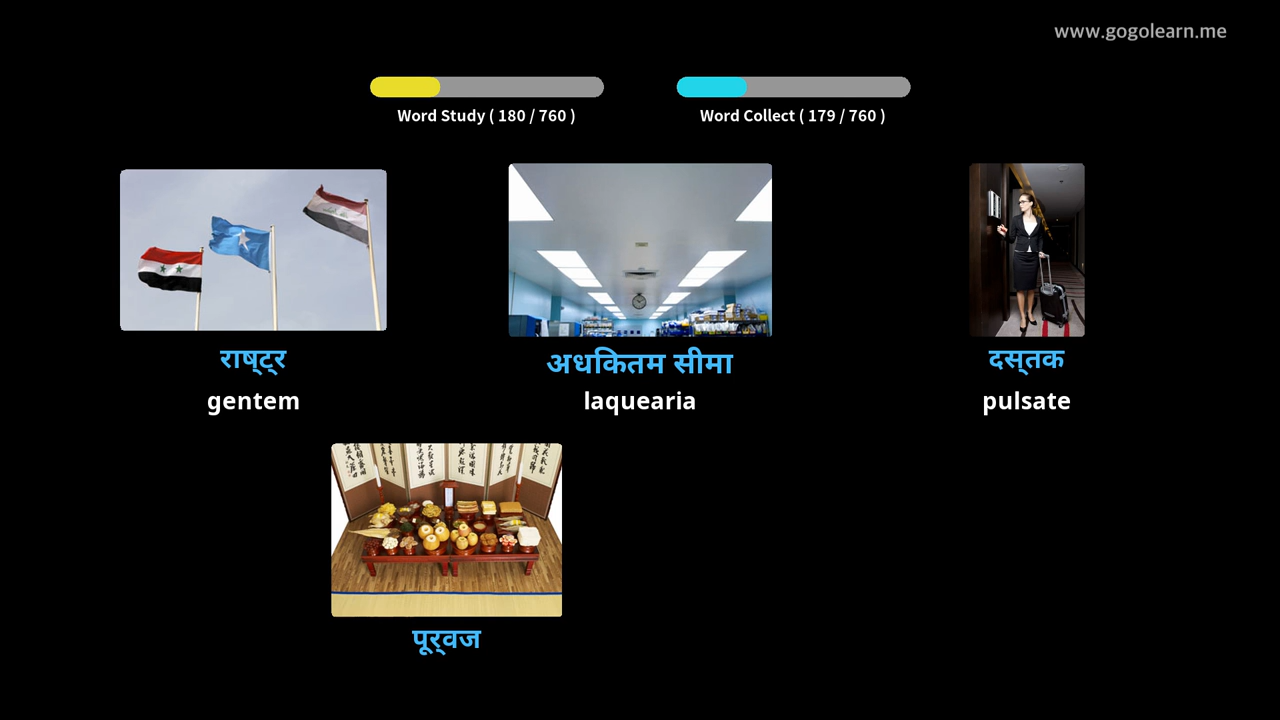 www.gogolearn.me
Word Study ( 180 / 760 )
Word Collect ( 179 / 760 )
राष्ट्र
अधकितम सीमा
दस्तक
gentem
laquearia
pulsate
पूर्वज